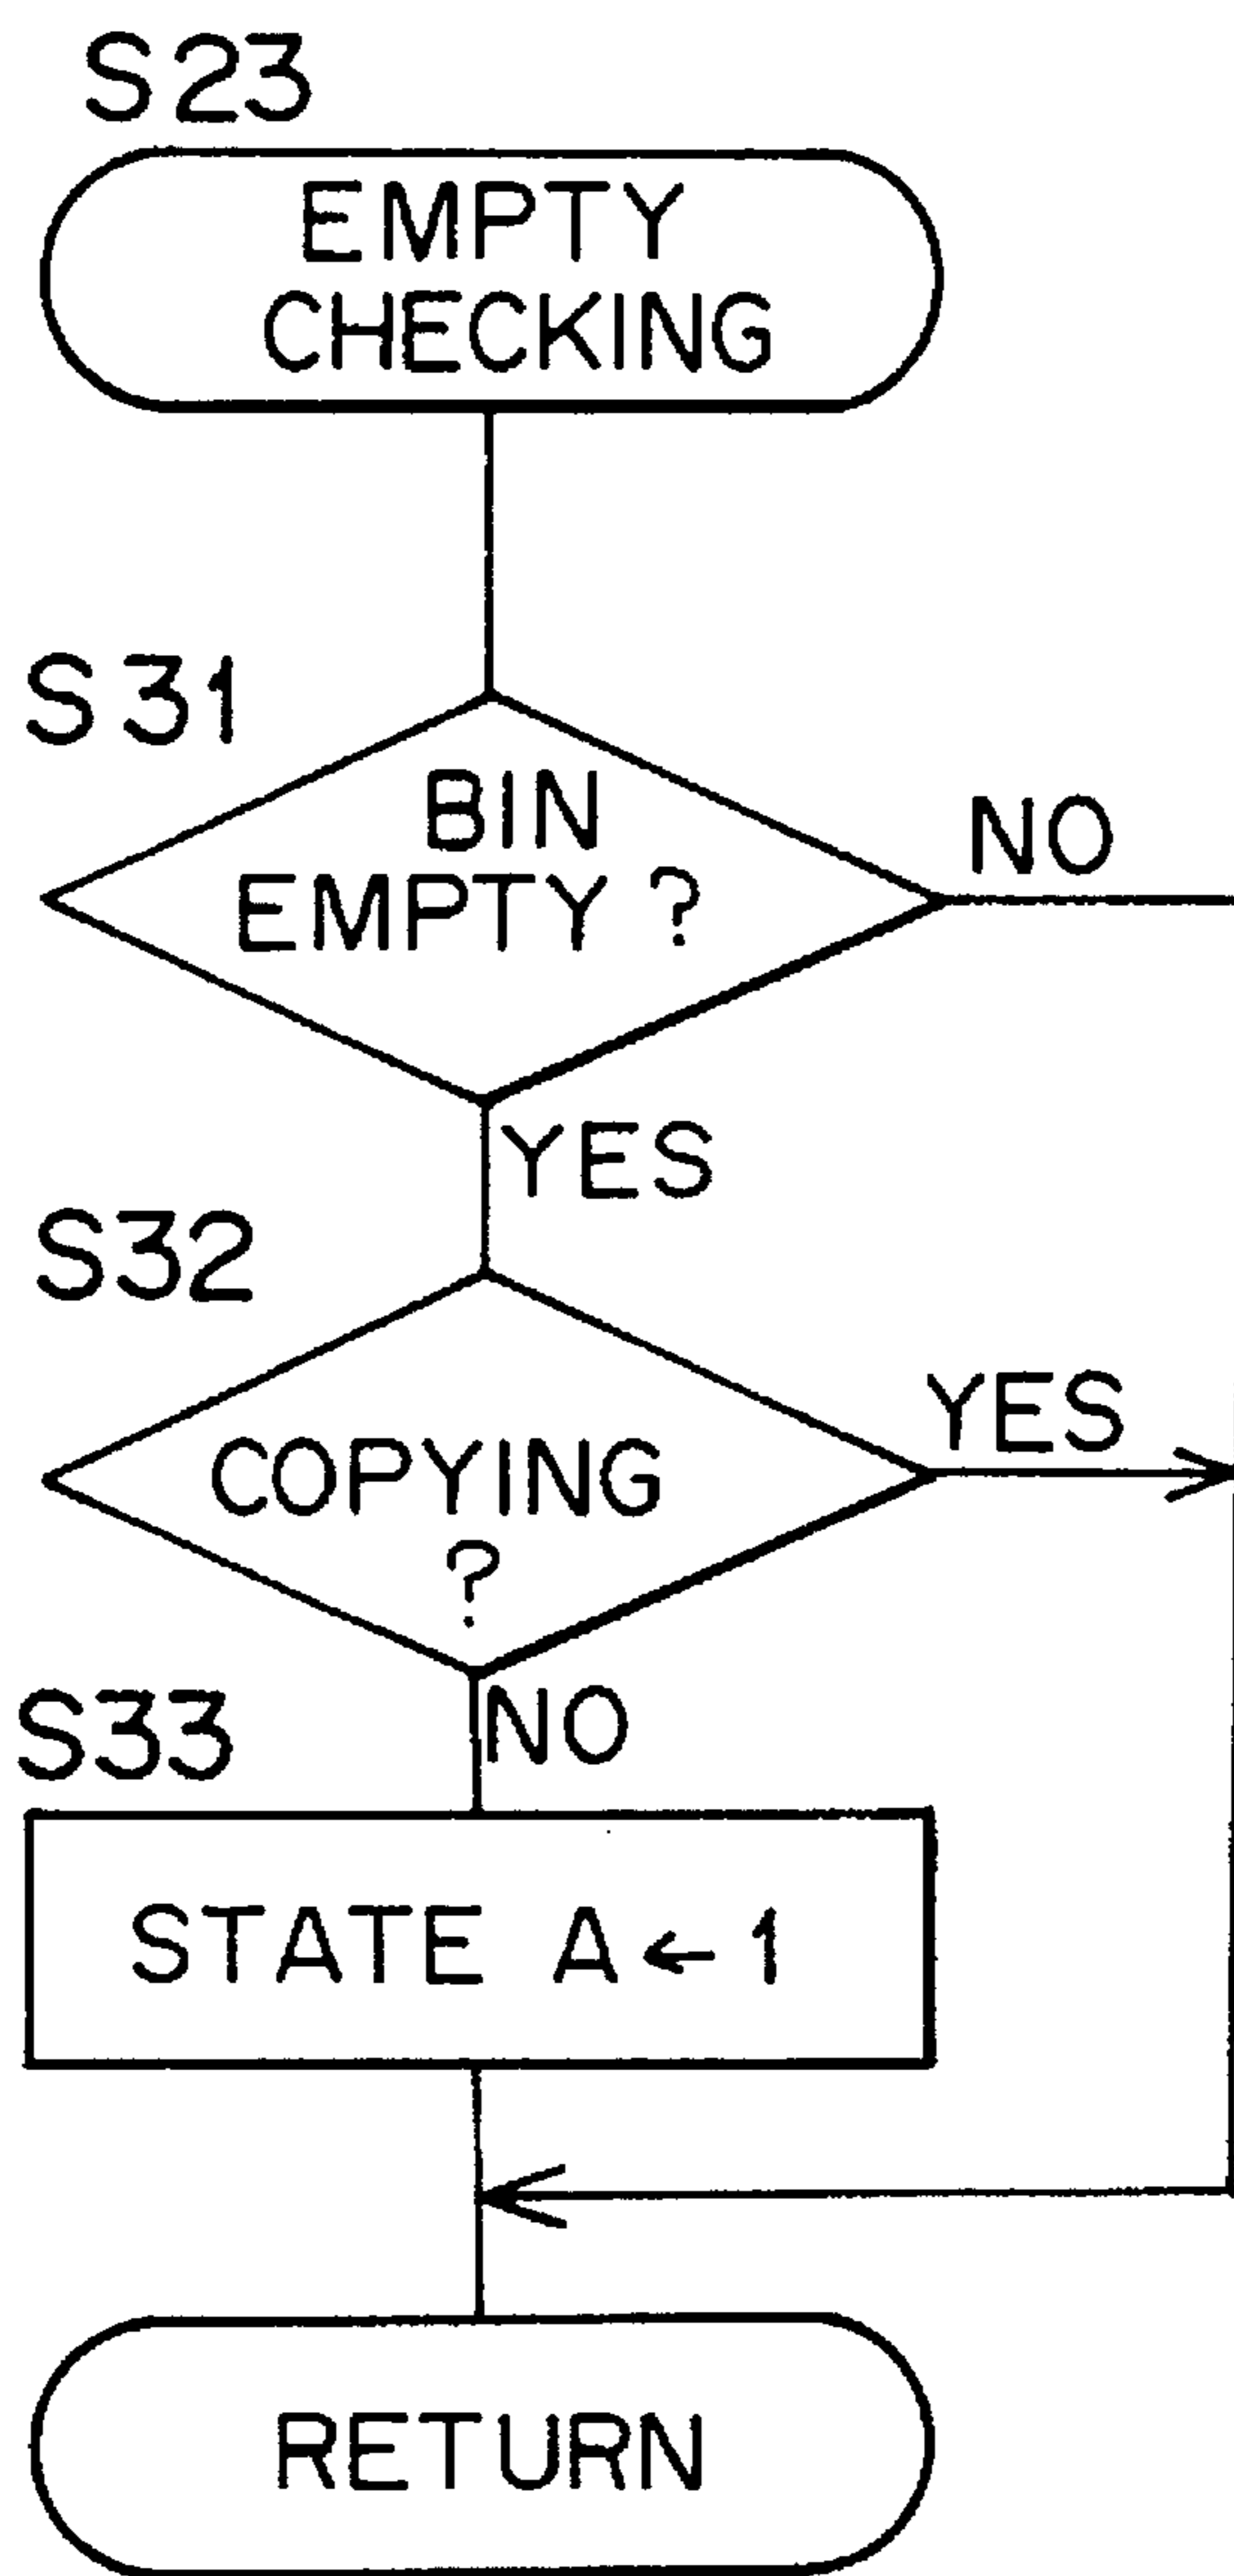 S23
EMPTY
CHECKING
S31
BIN
EMPTY ?
NO
YES
S32
COPYING
?
YES
NO
S33
STATE A ← 1
RETURN